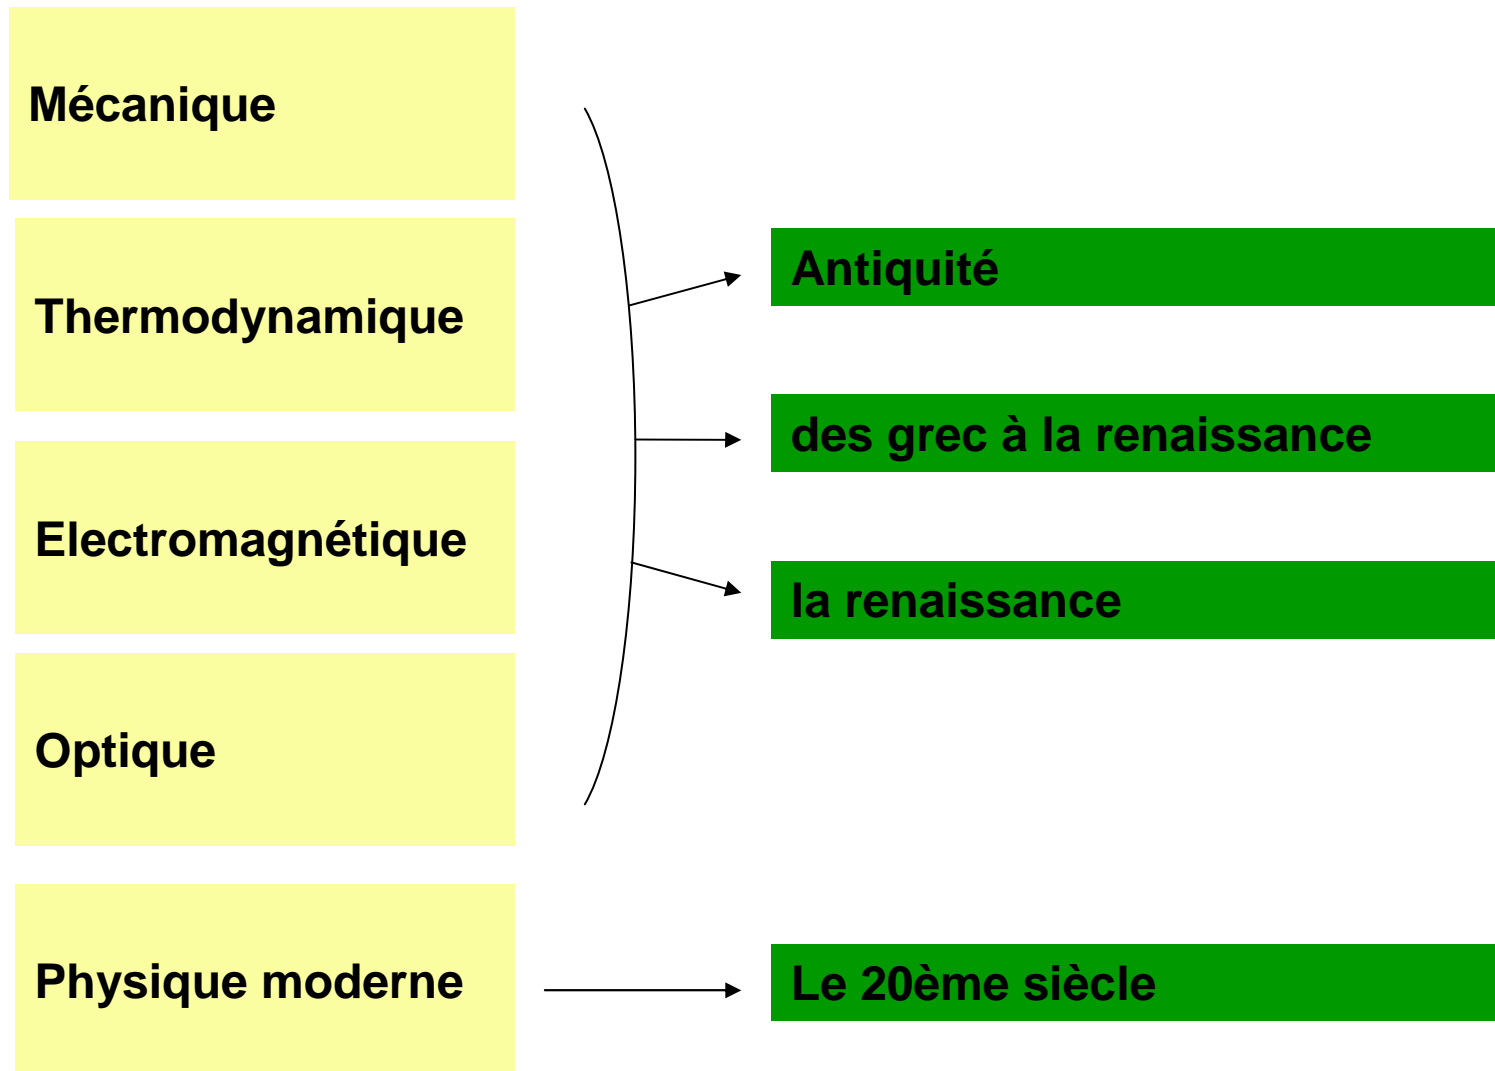 Mécanique
Thermodynamique
Electromagnétique
Optique
Physique moderne
Antiquité
des grec à la renaissance
la renaissance
Le 20ème siècle